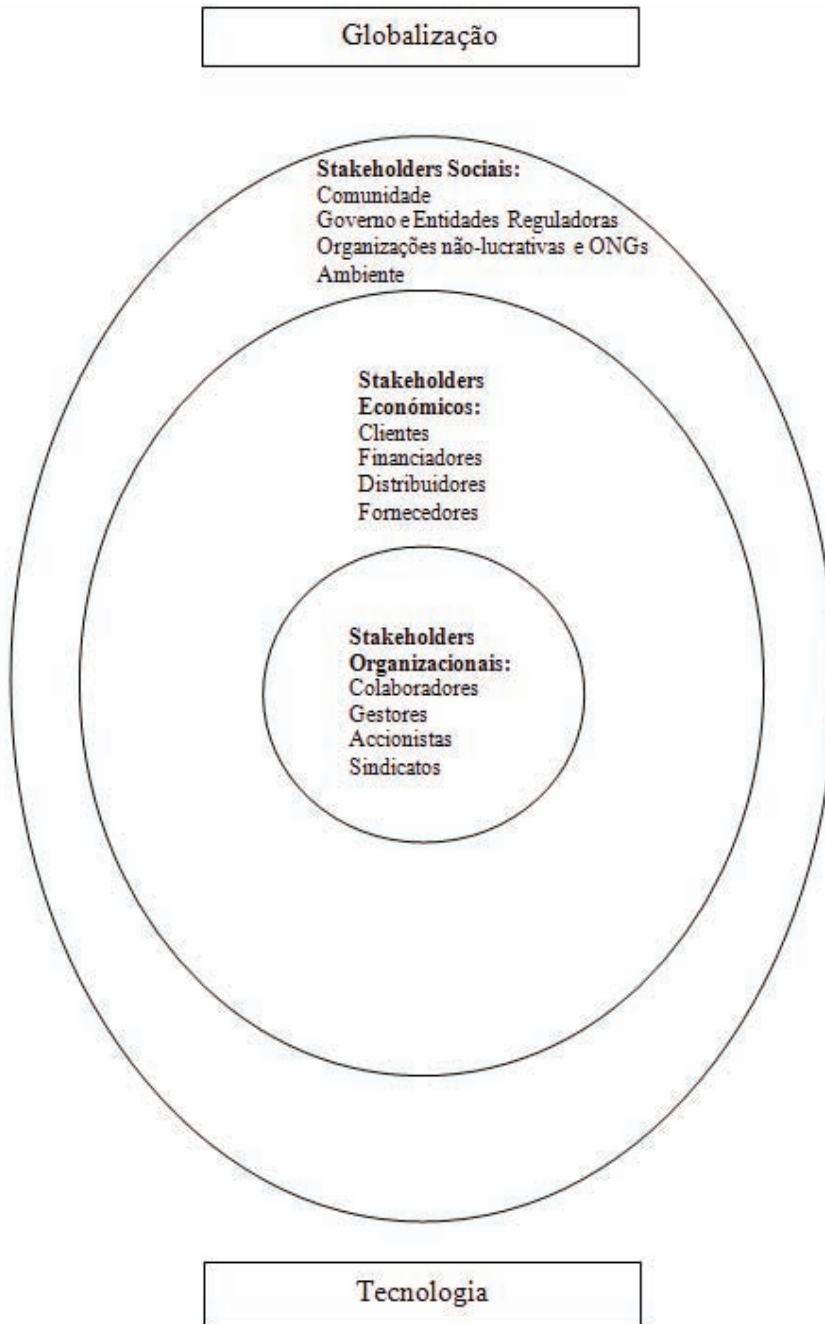 Globalização
Stakeholders Sociais:
Comunidade
Governo e Entidades Reguladoras
Organizações não-lucrativas e ONGs
Ambiente
Stakeholders
Económicos:
Clientes
Financiadores
Distribuidores
Fornecedores
Stakeholders
Organizacionais:
Colaboradores
Gestores
Accionistas
Sindicatos
Tecnologia